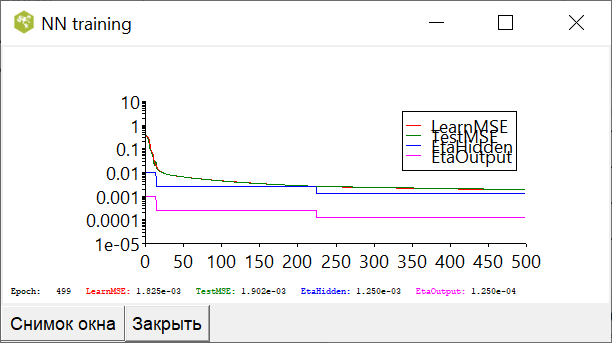 NN training
10
1
0.1
0.01
0.001
0.0001
1e-05
0 50 100 150 200 250 300 350 400 450 500
LearnMSE
TestMSE
EtaHidden
EtaOutput
Epoch: 499 LearnMSE: 1.825e-03 TestMSE: 1.902e-03 EtaHidden: 1.250e-03 EtaOutput: 1.250e-04
Снимок окна Закрыть